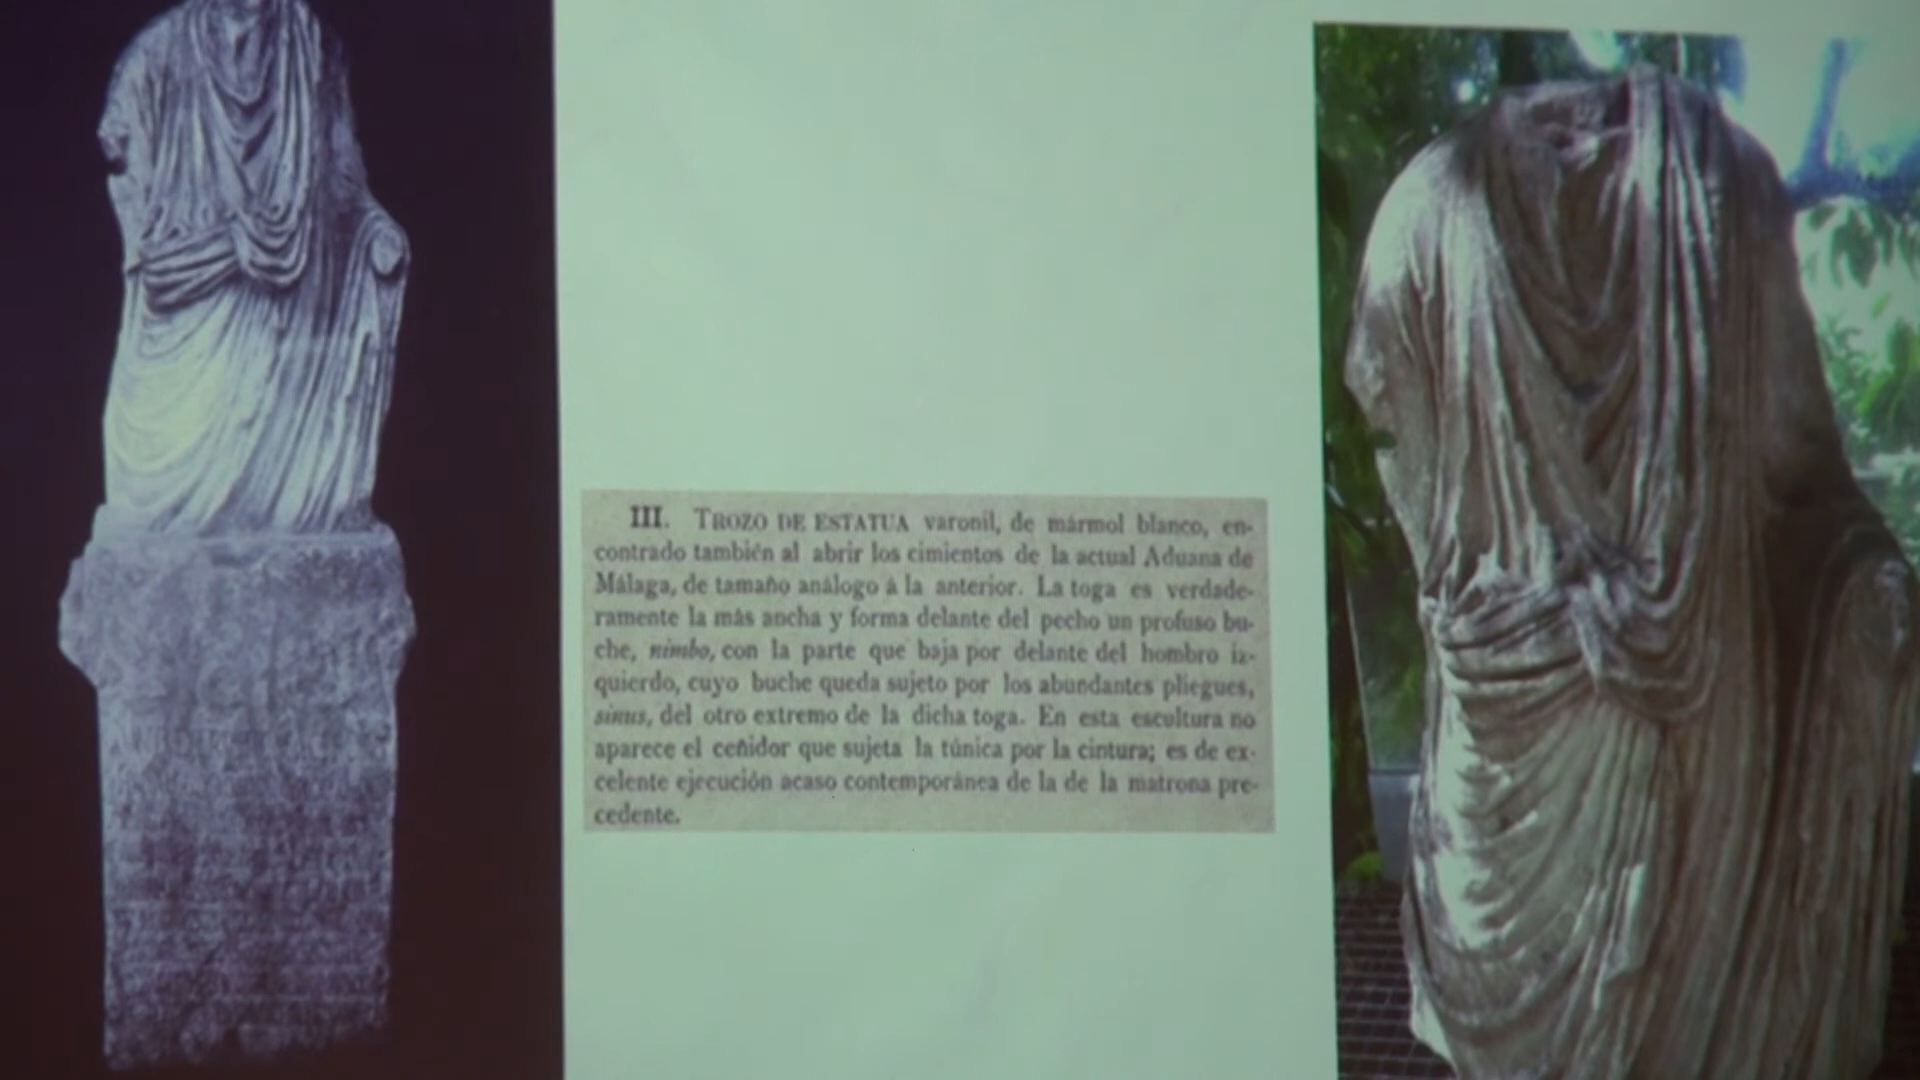 III. TROZO DE ESTATUA varonil, de mármol blanco, en-
contrado también al abrir los cimientos de la actual Aduana de
Málaga, de tamaño análogo á la anterior. La toga es verdade-
ramente la más ancha y forma delante del pecho un profuso bu-
che, nimbo, con la parte que baja por delante del hombro iz-
quierdo, cuyo buche queda sujeto por los abundantes pliegues,
sinus, del otro extremo de la dicha toga. En esta escultura no
aparece el ceñidor que sujeta la túnica por la cintura; es de ex-
celente ejecución acaso contemporánea de la de la matrona pre-
cedente.